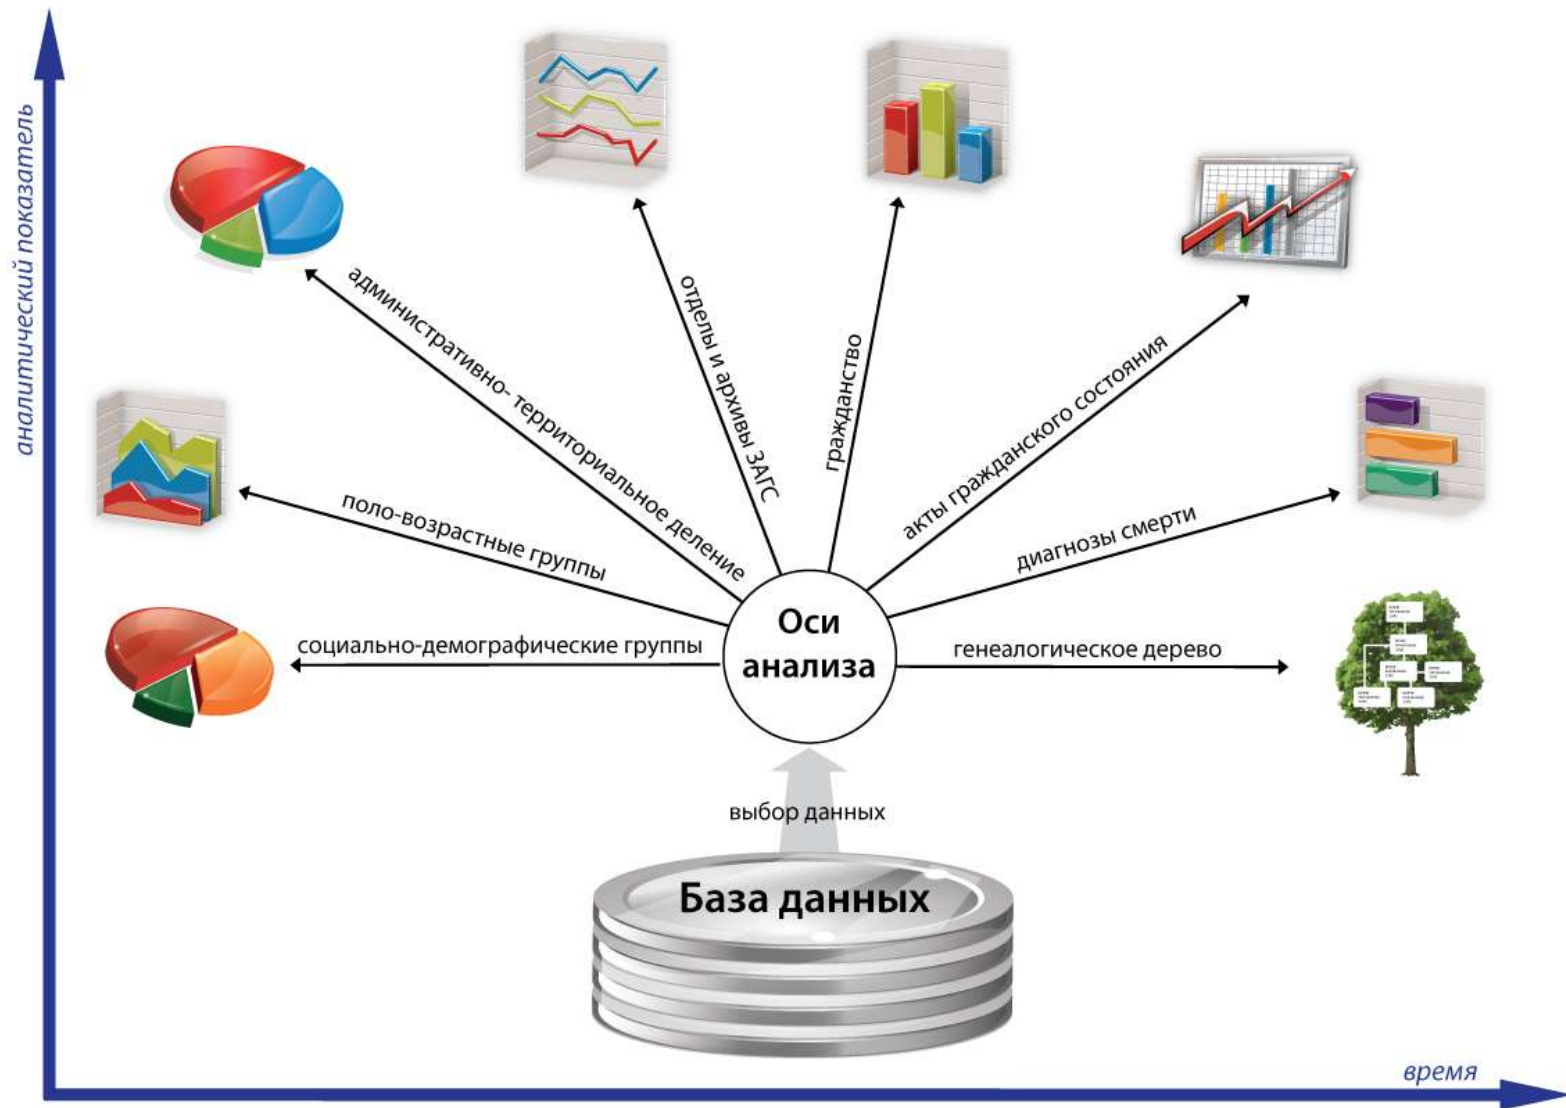 аналитический показатель
административно- территориальное деление
отделы и архивы ЗАГС
гражданство
акты гражданского состояния
поло-возрастные группы
диагнозы смерти
социально-демографические группы
Оси
анализа
генеалогическое дерево
выбор данных
База данных
время